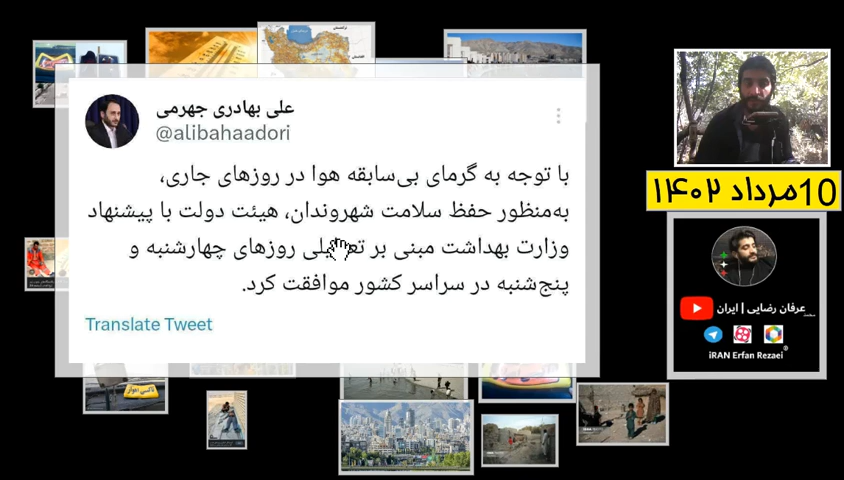 علی بهادری جهرمی
@alibahaadori
با توجه به گرمای بی‌سابقه هوا در روزهای جاری،
به‌منظور حفظ سلامت شهروندان، هیئت دولت با پیشنهاد
وزارت بهداشت مبنی بر تعطیلی روزهای چهارشنبه و
پنج‌شنبه در سراسر کشور موافقت کرد.
Translate Tweet
10مرداد ۱۴۰۲
عرفان رضایی | ایران
iRAN Erfan Rezaei®